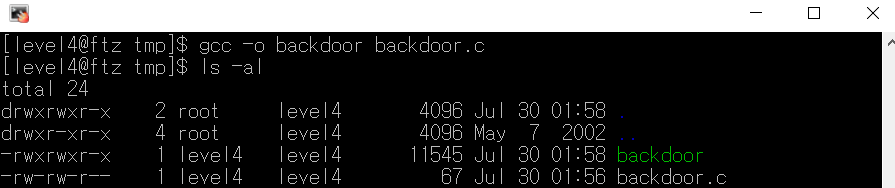 [level4@ftz tmp]$ gcc -o backdoor backdoor.c
[level4@ftz tmp]$ ls -al
total 24
drwxrwxr-x    2 root     level4       4096 Jul 30 01:58 .
drwxr-xr-x    4 root     level4       4096 May  7  2002 ..
-rwxrwxr-x    1 level4   level4      11545 Jul 30 01:58 backdoor
-rw-rw-r--    1 level4   level4         67 Jul 30 01:56 backdoor.c